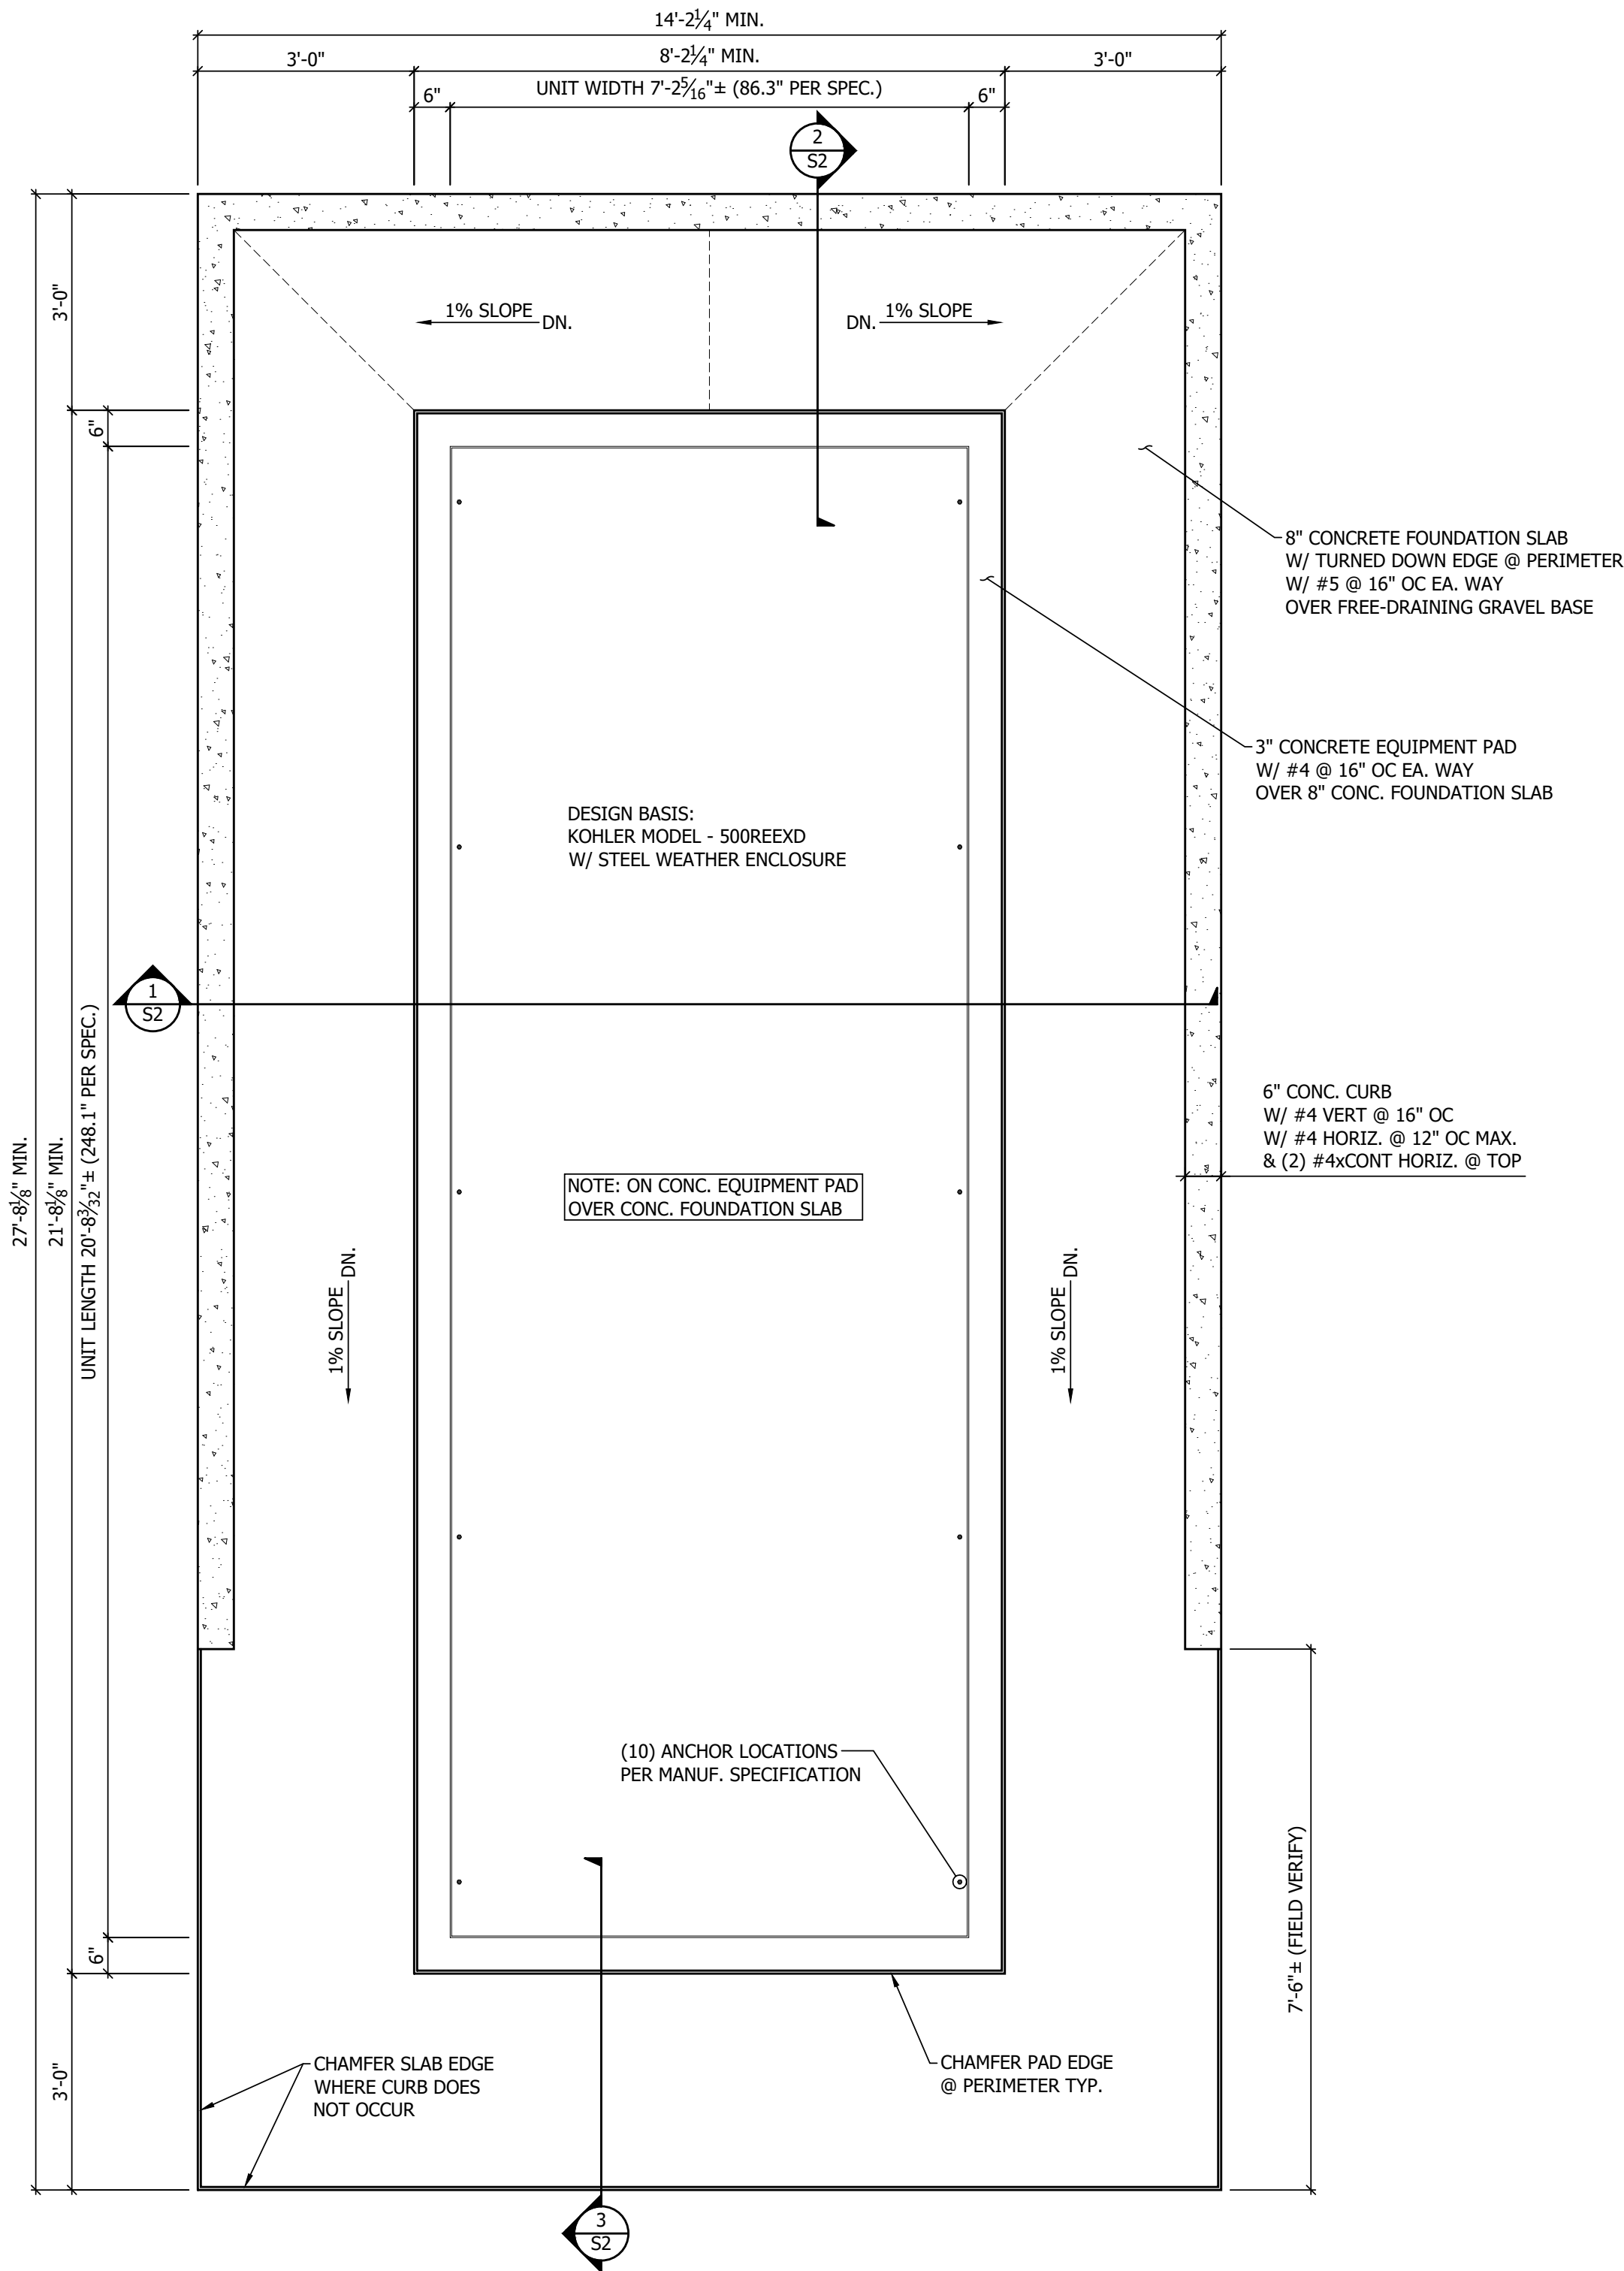 14'-2¼" MIN.
3'-0"
8'-2¼" MIN.
3'-0"
6"
UNIT WIDTH 7'-2⁵⁄₁₆"± (86.3" PER SPEC.)
6"
2
S2
3'-0"
1% SLOPE
DN.
DN.
1% SLOPE
6"
8" CONCRETE FOUNDATION SLAB
W/ TURNED DOWN EDGE @ PERIMETER
W/ #5 @ 16" OC EA. WAY
OVER FREE-DRAINING GRAVEL BASE
3" CONCRETE EQUIPMENT PAD
W/ #4 @ 16" OC EA. WAY
OVER 8" CONC. FOUNDATION SLAB
DESIGN BASIS:
KOHLER MODEL - 500REEXD
W/ STEEL WEATHER ENCLOSURE
1
S2
6" CONC. CURB
W/ #4 VERT @ 16" OC
W/ #4 HORIZ. @ 12" OC MAX.
& (2) #4xCONT HORIZ. @ TOP
27'-8⅛" MIN.
21'-8⅛" MIN.
UNIT LENGTH 20'-8³⁄₃₂"± (248.1" PER SPEC.)
NOTE: ON CONC. EQUIPMENT PAD
OVER CONC. FOUNDATION SLAB
1% SLOPE
DN.
1% SLOPE
DN.
(10) ANCHOR LOCATIONS
PER MANUF. SPECIFICATION
7'-6"± (FIELD VERIFY)
6"
3'-0"
CHAMFER SLAB EDGE
WHERE CURB DOES
NOT OCCUR
CHAMFER PAD EDGE
@ PERIMETER TYP.
3
S2